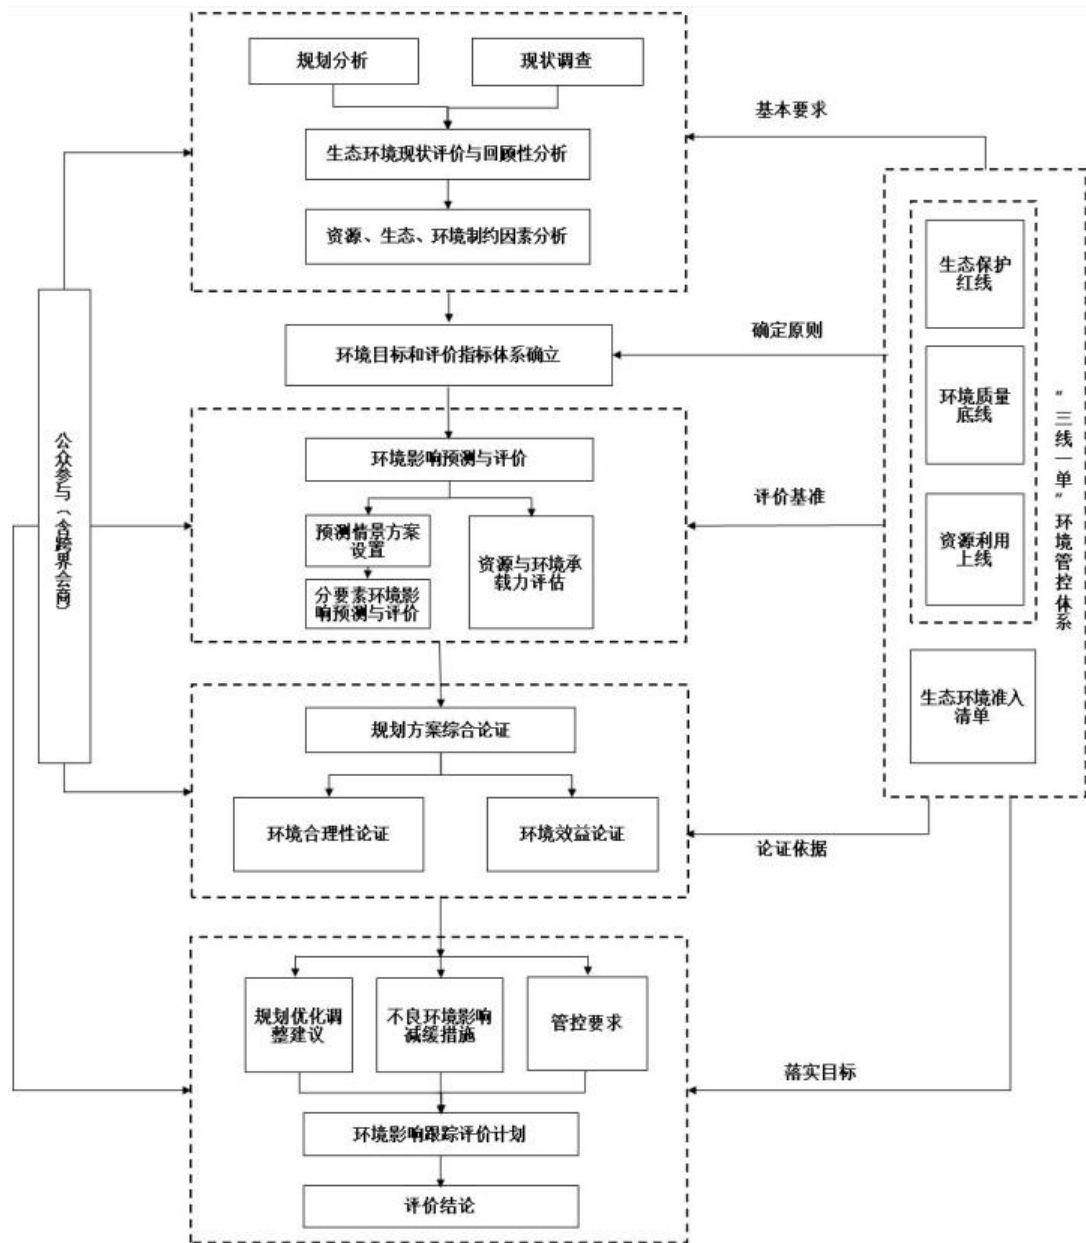 规划分析
现状调查
基本要求
生态环境现状评价与回顾性分析
资源、生态、环境制约因素分析
生态保护
红线
确定原则
环境目标和评价指标体系确立
环境质量
底线
“三线一单”环境管控体系
公众参与（含跨界会商）
环境影响预测与评价
评价基准
预测情景方案
设置
资源与环境承
载力评估
资源利用
上线
分要素环境影
响预测与评价
生态环境准入
清单
规划方案综合论证
环境合理性论证
环境效益论证
论证依据
规划优化调
整建议
不良环境影响
减缓措施
管控要求
落实目标
环境影响跟踪评价计划
评价结论